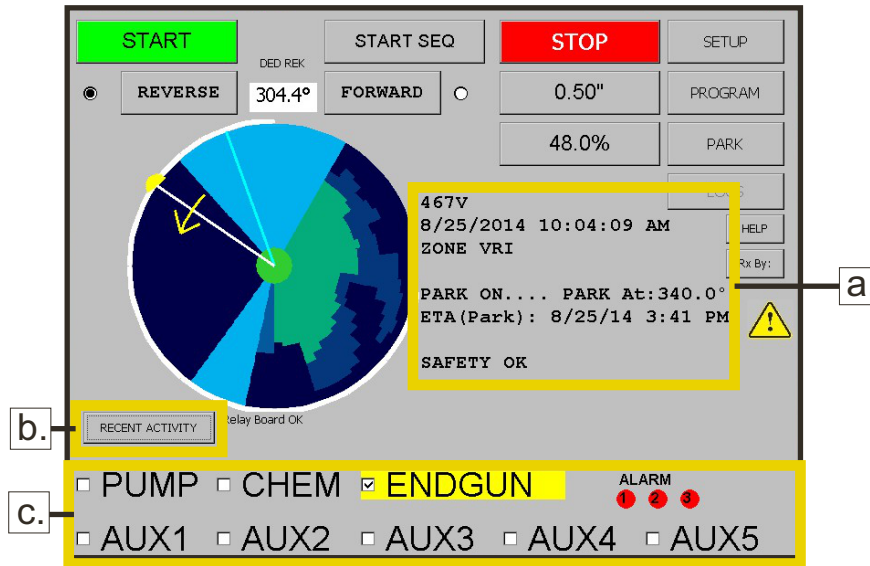 START
START SEQ
STOP
SETUP
DED REK
REVERSE
304.4°
FORWARD
0.50"
PROGRAM
48.0%
PARK
467V
8/25/2014 10:04:09 AM
HELP
ZONE VRI
Rx By:
PARK ON.... PARK At:340.0°
a
ETA(Park): 8/25/14 3:41 PM
SAFETY OK
b.
RECENT ACTIVITY
elay Board OK
PUMP
CHEM
ENDGUN
ALARM
1 2 3
c.
AUX1
AUX2
AUX3
AUX4
AUX5